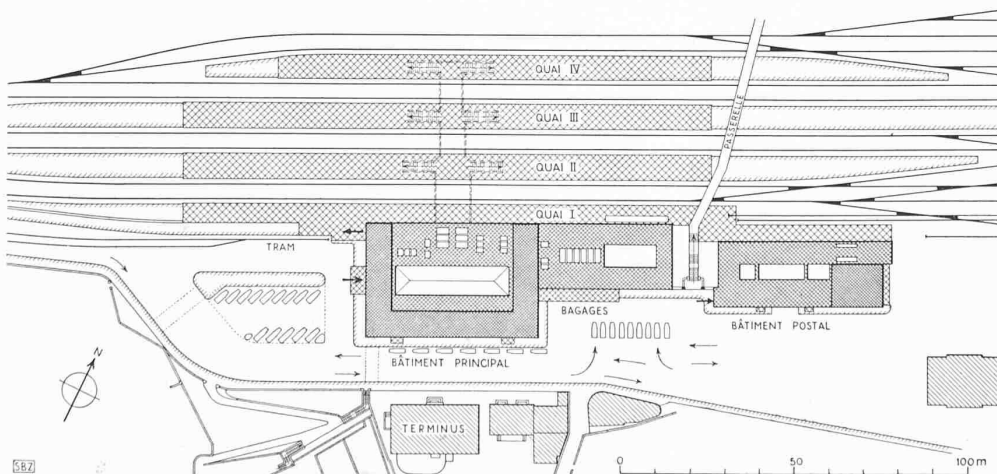 QUAI IV
QUAI III
PASSERELLE
QUAI II
QUAI I
TRAM
BAGAGES
BÂTIMENT POSTAL
BÂTIMENT PRINCIPAL
N
TERMINUS
SBZ
0 50 100 m